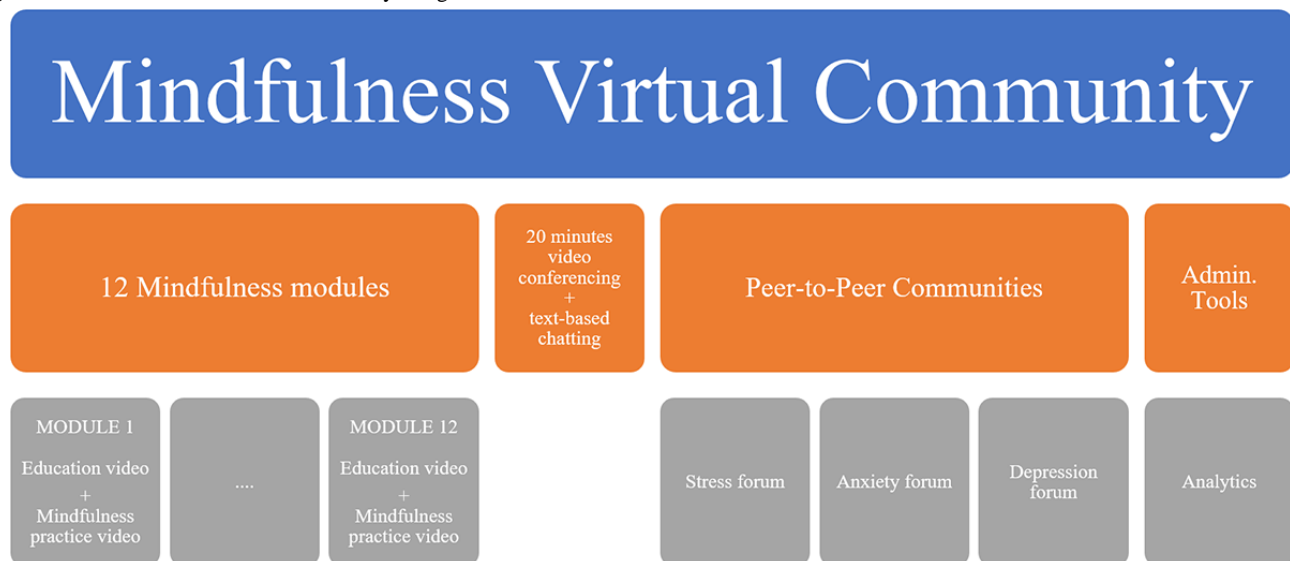 Mindfulness Virtual Community
12 Mindfulness modules
20 minutes
video
conferencing
+
text-based
chatting
Peer-to-Peer Communities
Admin.
Tools
MODULE 1
Education video
+
Mindfulness
practice video
....
MODULE 12
Education video
+
Mindfulness
practice video
Stress forum
Anxiety forum
Depression
forum
Analytics